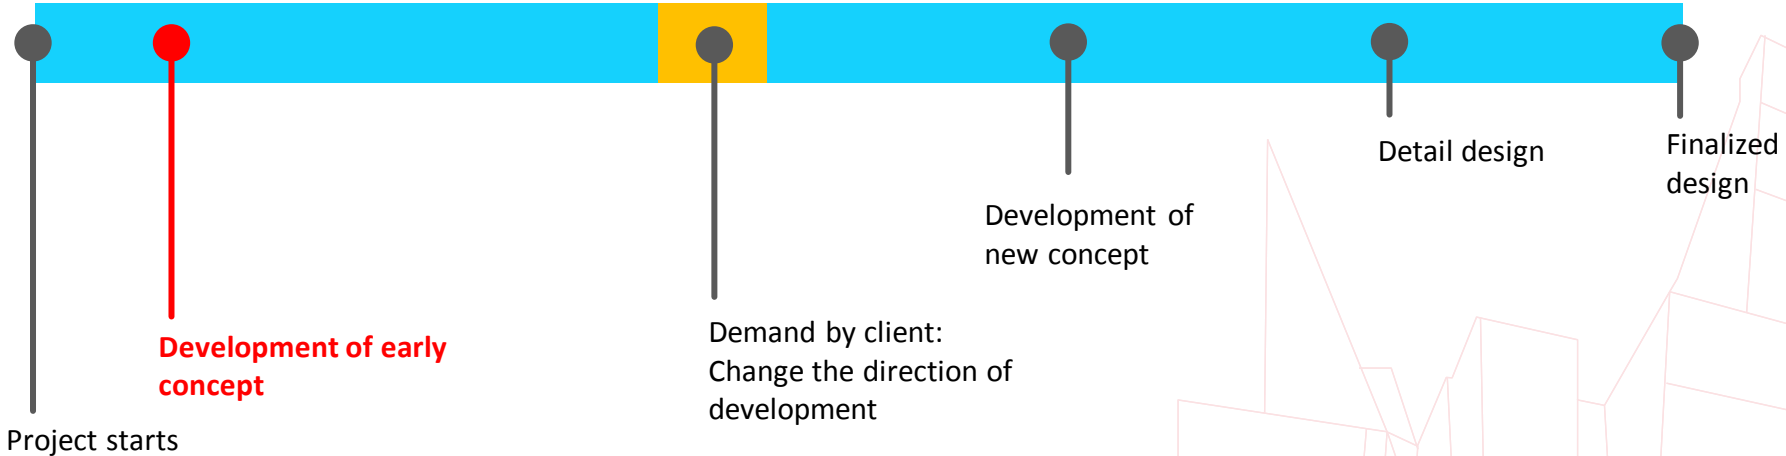 Project starts
Development of early
concept
Demand by client:
Change the direction of
development
Development of
new concept
Detail design
Finalized
design